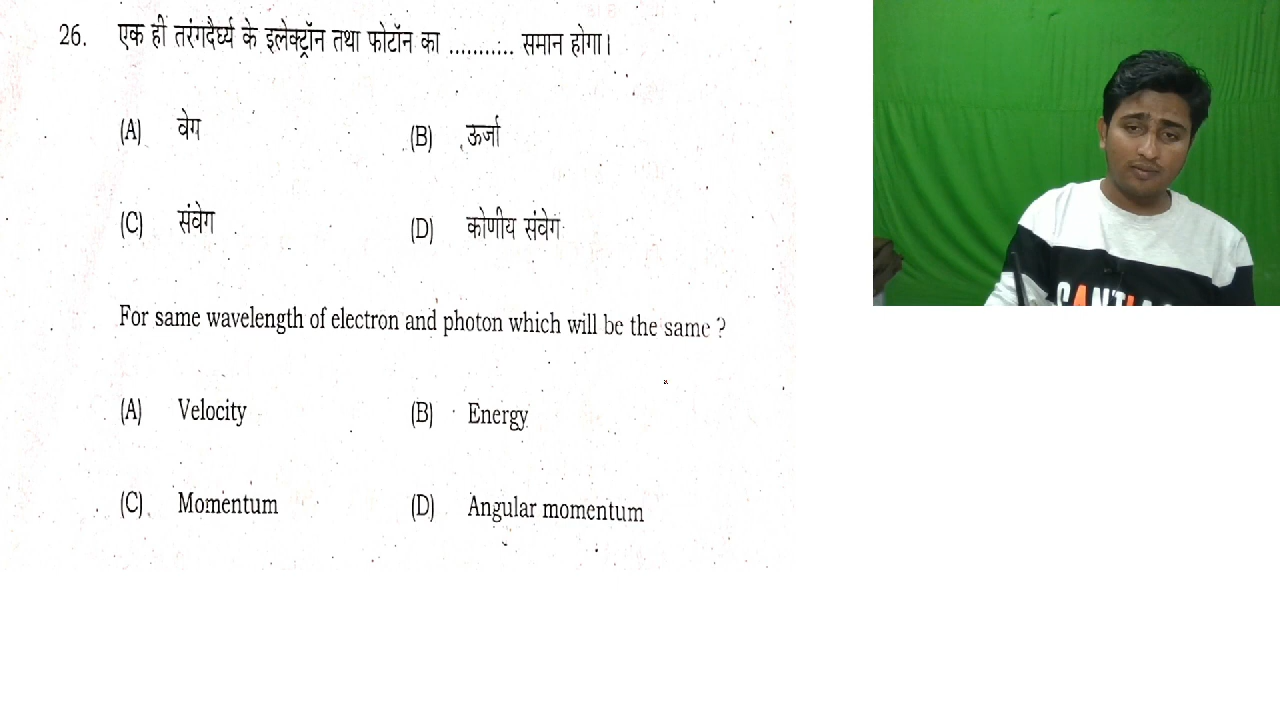 26. एक ही तरंगदैर्घ्य के इलेक्ट्रॉन तथा फोटॉन का ............ समान होगा।
(A) वेग (B) ऊर्जा
(C) संवेग (D) कोणीय संवेग
For same wavelength of electron and photon which will be the same ?
(A) Velocity (B) Energy
(C) Momentum (D) Angular momentum